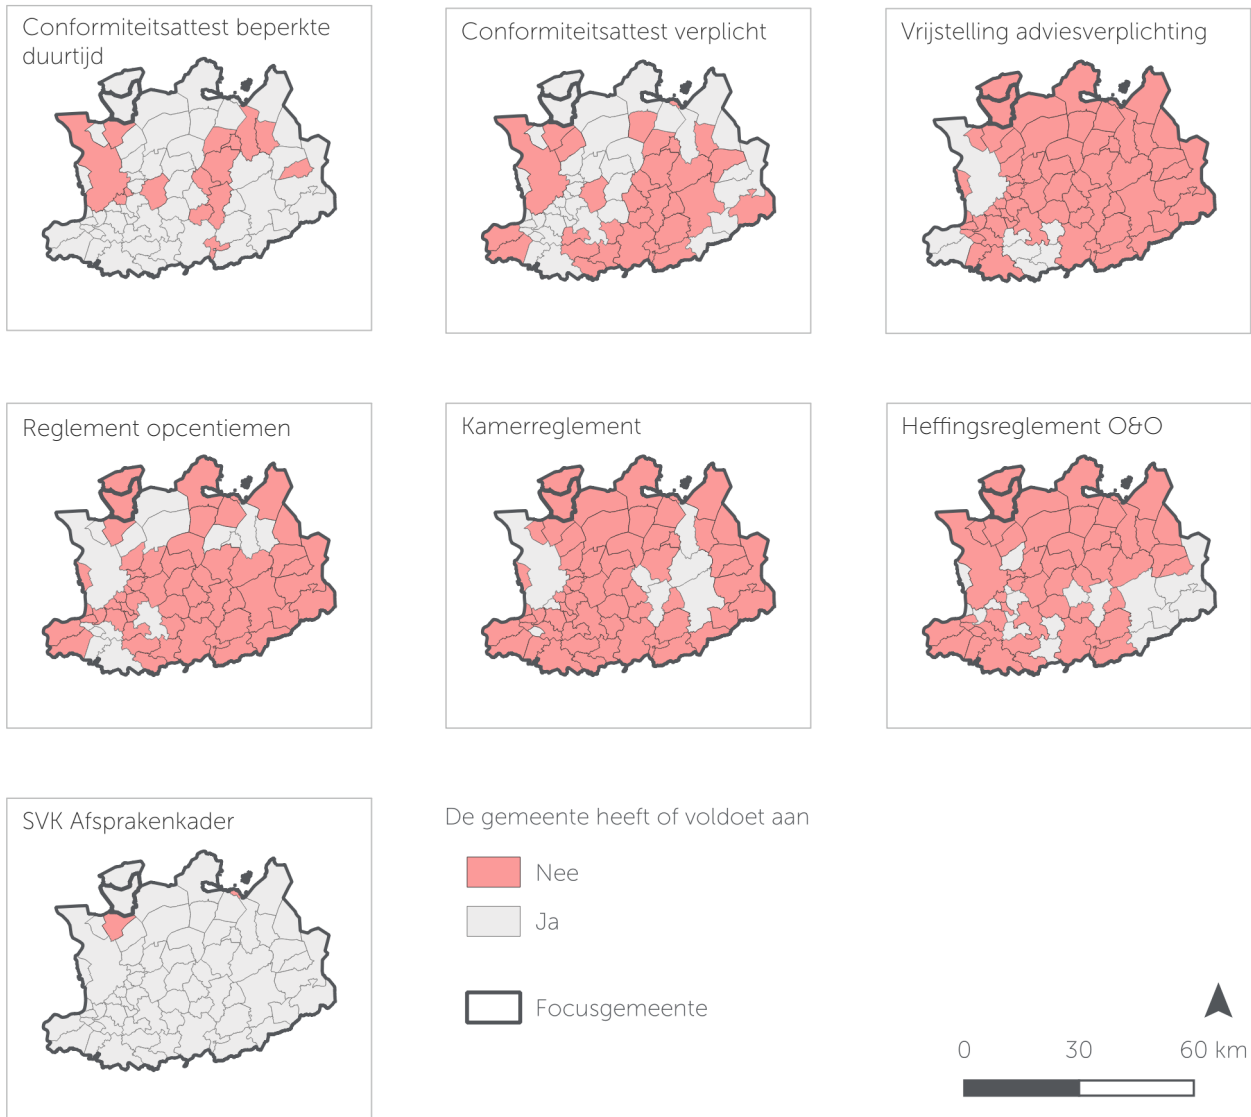 Conformiteitsattest beperkte
duurtijd
Conformiteitsattest verplicht
Vrijstelling adviesverplichting
Reglement opcentiemen
Kamerreglement
Heffingsreglement O&O
SVK Afsprakenkader
De gemeente heeft of voldoet aan
Nee
Ja
Focusgemeente
0 30 60 km